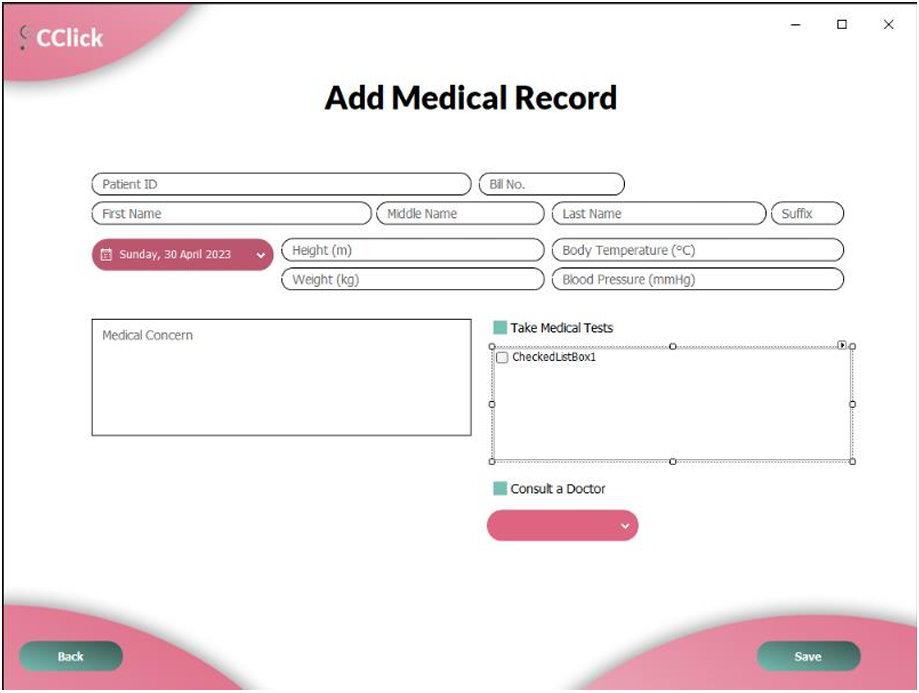 CClick
Add Medical Record
Patient ID Bill No.
First Name Middle Name Last Name Suffix
Sunday, 30 April 2023 Height (m) Body Temperature (°C)
Weight (kg) Blood Pressure (mmHg)
Medical Concern Take Medical Tests
CheckedListBox1
Consult a Doctor
Back Save